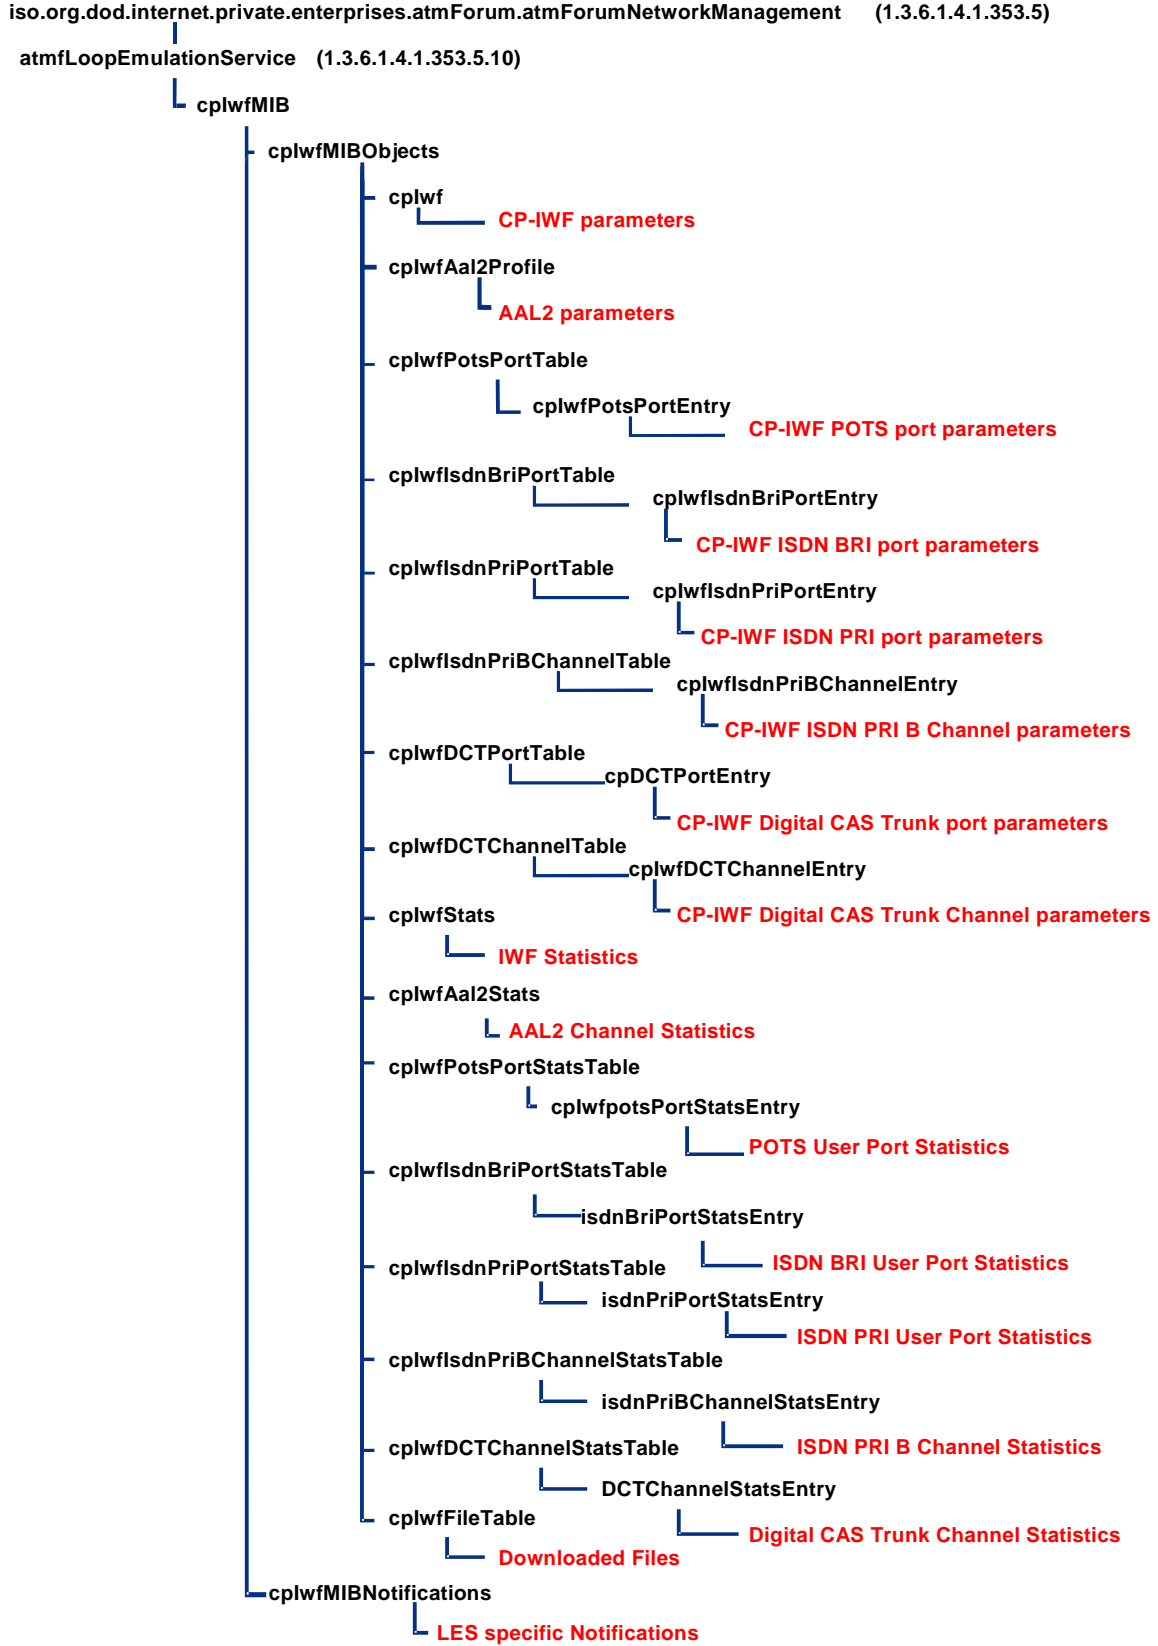 iso.org.dod.internet.private.enterprises.atmForum.atmForumNetworkManagement (1.3.6.1.4.1.353.5)
atmfLoopEmulationService (1.3.6.1.4.1.353.5.10)
cpIwfMIB
cpIwfMIBObjects
cpIwf
CP-IWF parameters
cpIwfAal2Profile
AAL2 parameters
cpIwfPotsPortTable
cpIwfPotsPortEntry
CP-IWF POTS port parameters
cpIwfIsdnBriPortTable
cpIwfIsdnBriPortEntry
CP-IWF ISDN BRI port parameters
cpIwfIsdnPriPortTable
cpIwfIsdnPriPortEntry
CP-IWF ISDN PRI port parameters
cpIwfIsdnPriBChannelTable
cpIwfIsdnPriBChannelEntry
CP-IWF ISDN PRI B Channel parameters
cpIwfDCTPortTable
cpDCTPortEntry
CP-IWF Digital CAS Trunk port parameters
cpIwfDCTChannelTable
cpIwfDCTChannelEntry
CP-IWF Digital CAS Trunk Channel parameters
cpIwfStats
IWF Statistics
cpIwfAal2Stats
AAL2 Channel Statistics
cpIwfPotsPortStatsTable
cpIwfpotsPortStatsEntry
POTS User Port Statistics
cpIwfIsdnBriPortStatsTable
isdnBriPortStatsEntry
ISDN BRI User Port Statistics
cpIwfIsdnPriPortStatsTable
isdnPriPortStatsEntry
ISDN PRI User Port Statistics
cpIwfIsdnPriBChannelStatsTable
isdnPriBChannelStatsEntry
ISDN PRI B Channel Statistics
cpIwfDCTChannelStatsTable
DCTChannelStatsEntry
Digital CAS Trunk Channel Statistics
cpIwfFileTable
Downloaded Files
cpIwfMIBNotifications
LES specific Notifications